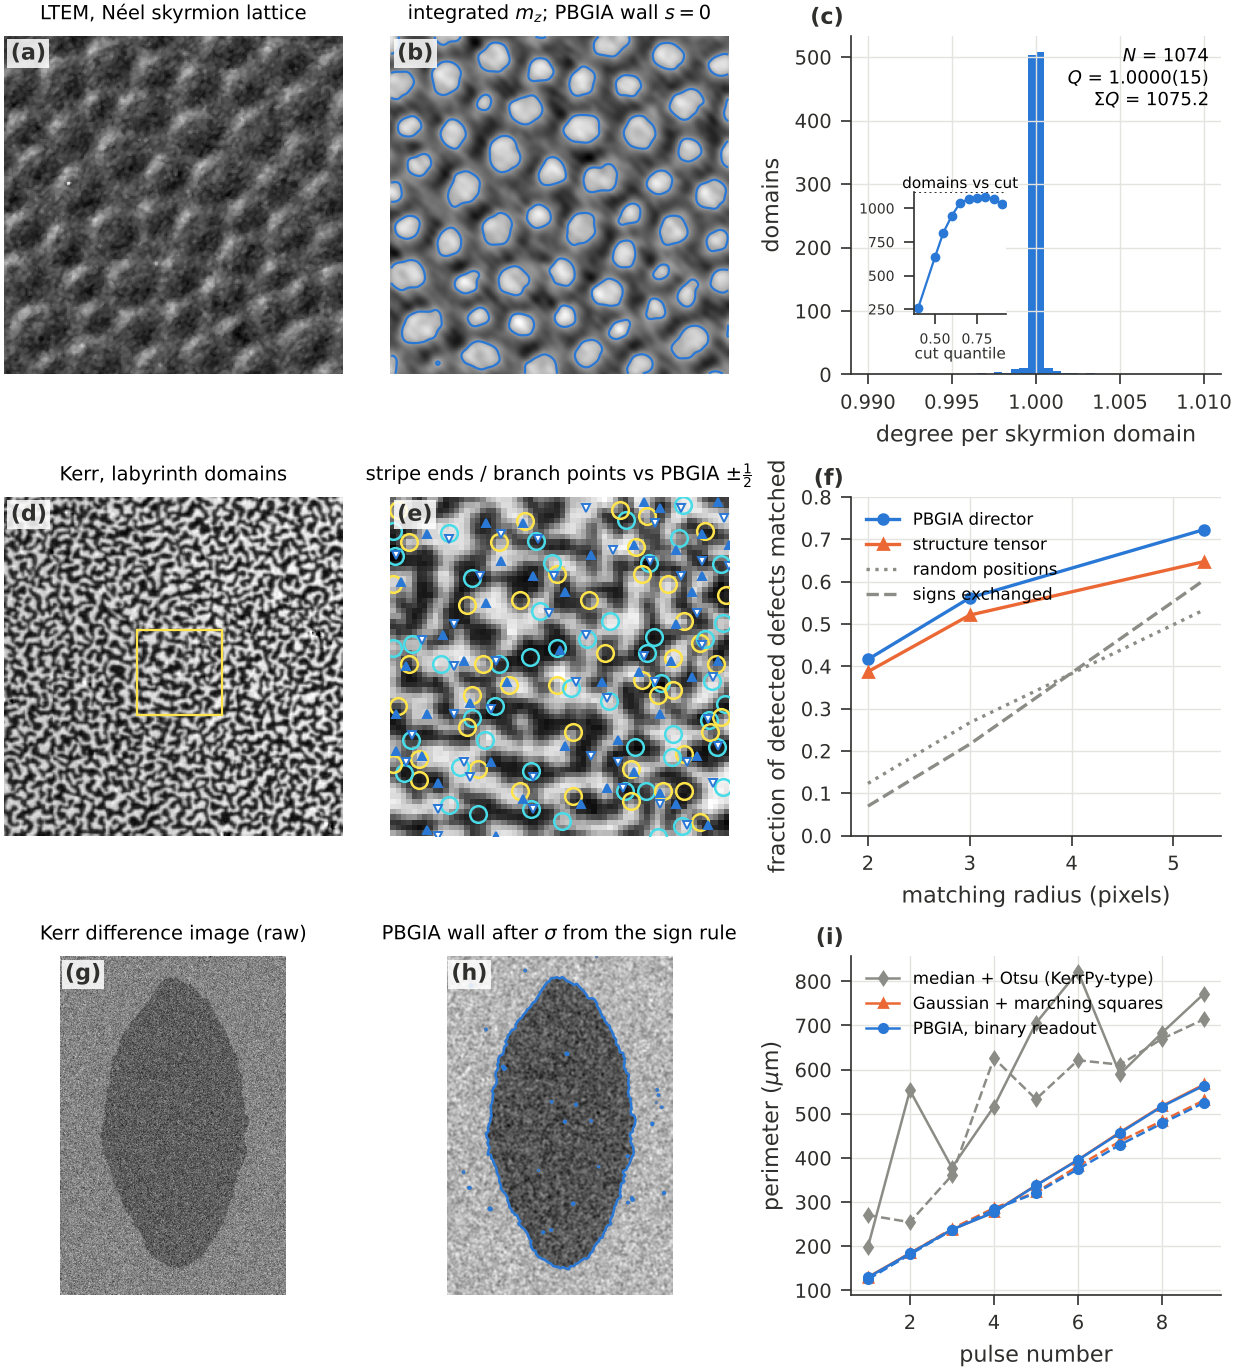 LTEM, Néel skyrmion lattice
(a)
integrated m_z; PBGIA wall s = 0
(b)
(c)
N = 1074
Q = 1.0000(15)
ΣQ = 1075.2
domains
500
400
300
200
100
0
0.990 0.995 1.000 1.005 1.010
degree per skyrmion domain
domains vs cut
1000
750
500
250
0.50 0.75
cut quantile
Kerr, labyrinth domains
(d)
stripe ends / branch points vs PBGIA ±½
(e)
(f)
PBGIA director
structure tensor
random positions
signs exchanged
fraction of detected defects matched
0.8
0.7
0.6
0.5
0.4
0.3
0.2
0.1
0.0
2 3 4 5
matching radius (pixels)
Kerr difference image (raw)
(g)
PBGIA wall after σ from the sign rule
(h)
(i)
median + Otsu (KerrPy-type)
Gaussian + marching squares
PBGIA, binary readout
perimeter (μm)
800
700
600
500
400
300
200
100
2 4 6 8
pulse number